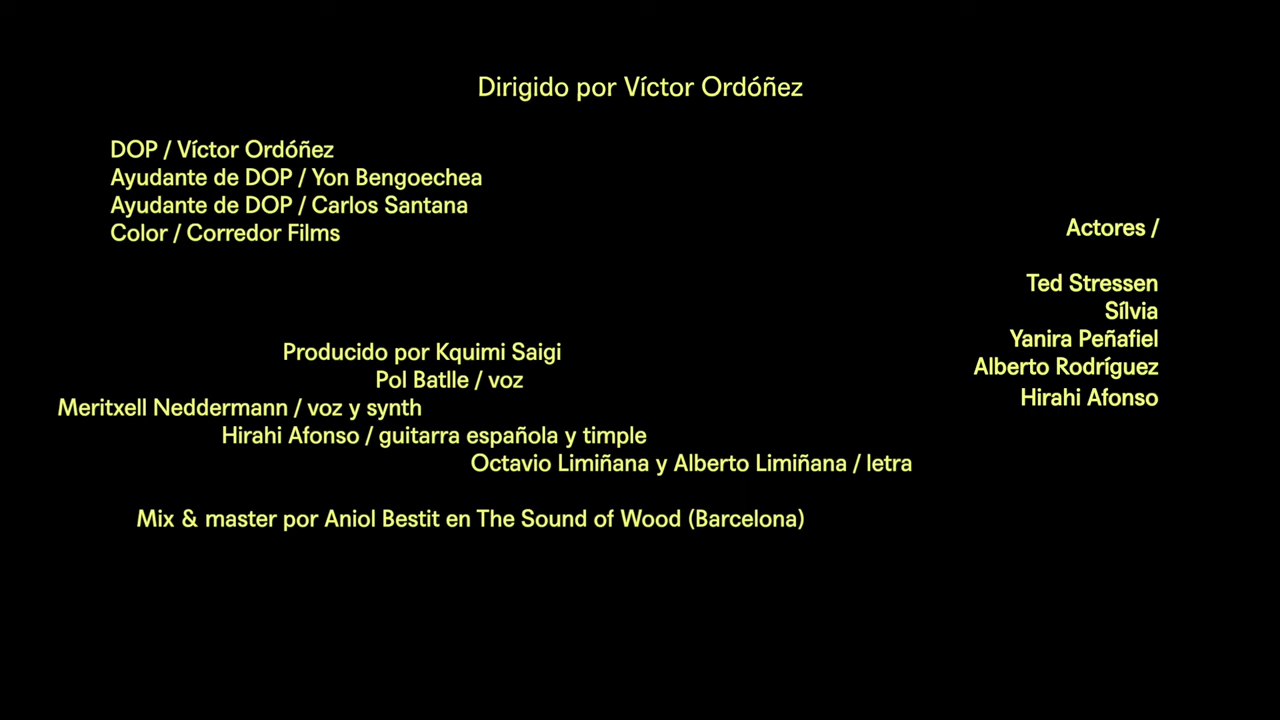 Dirigido por Víctor Ordóñez
DOP / Víctor Ordóñez
Ayudante de DOP / Yon Bengoechea
Ayudante de DOP / Carlos Santana
Color / Corredor Films
Actores /
Ted Stressen
Sílvia
Yanira Peñafiel
Alberto Rodríguez
Hirahi Afonso
Producido por Kquimi Saigi
Pol Batlle / voz
Meritxell Neddermann / voz y synth
Hirahi Afonso / guitarra española y timple
Octavio Limiñana y Alberto Limiñana / letra
Mix & master por Aniol Bestit en The Sound of Wood (Barcelona)